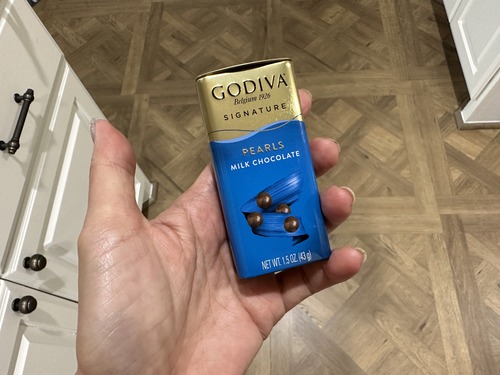 GODIVA
Belgium 1926
SIGNATURE
PEARLS
MILK CHOCOLATE
NET WT. 1.5 OZ. (43 g)